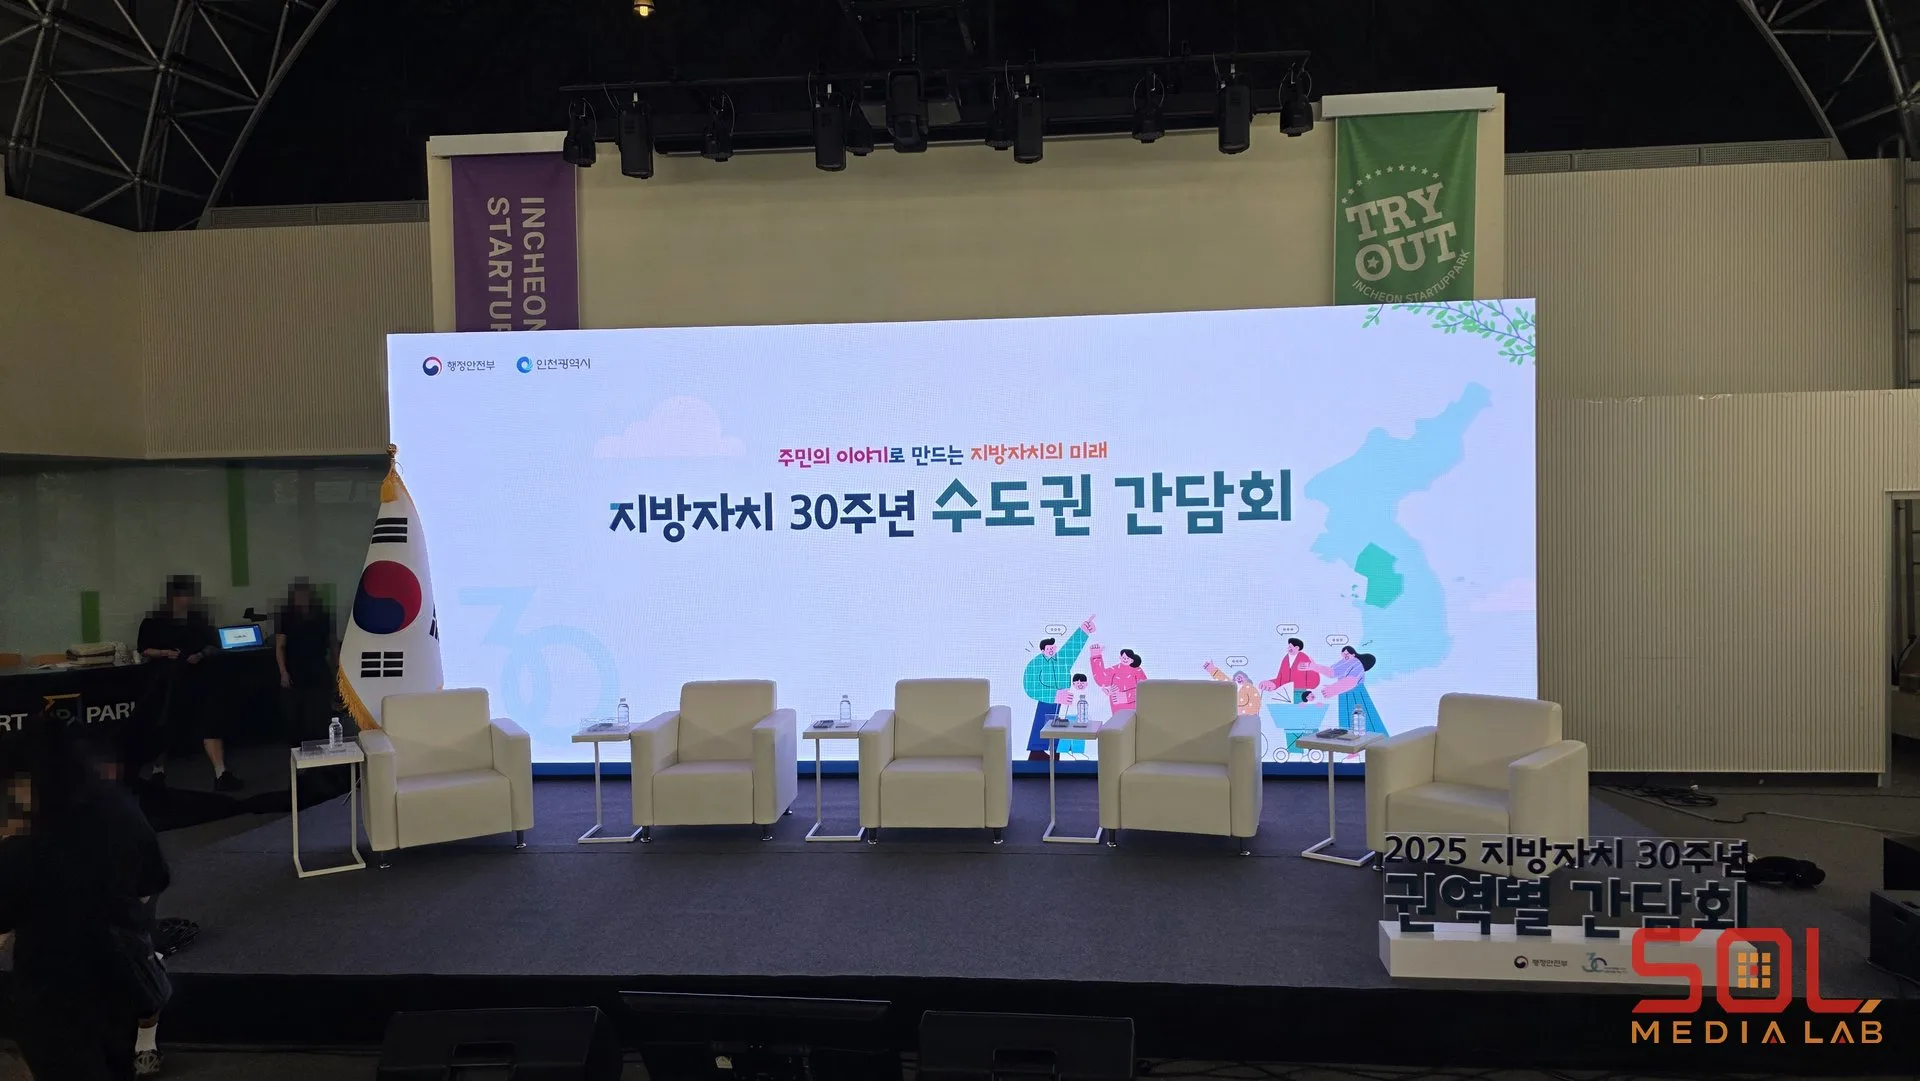 INCHEON
STARTUP
TRY
OUT
INCHEON STARTUPPARK
행정안전부
인천광역시
주민의 이야기로 만드는 지방자치의 미래
지방자치 30주년 수도권 간담회
30
RT
PARK
2025 지방자치 30주년
권역별 간담회
행정안전부
30
SOL
MEDIA LAB